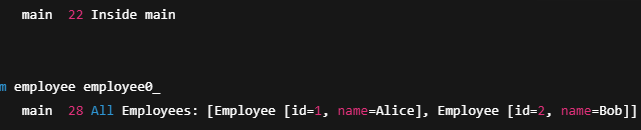 main 22 Inside main
m employee employee0_
main 28 All Employees: [Employee [id=1, name=Alice], Employee [id=2, name=Bob]]